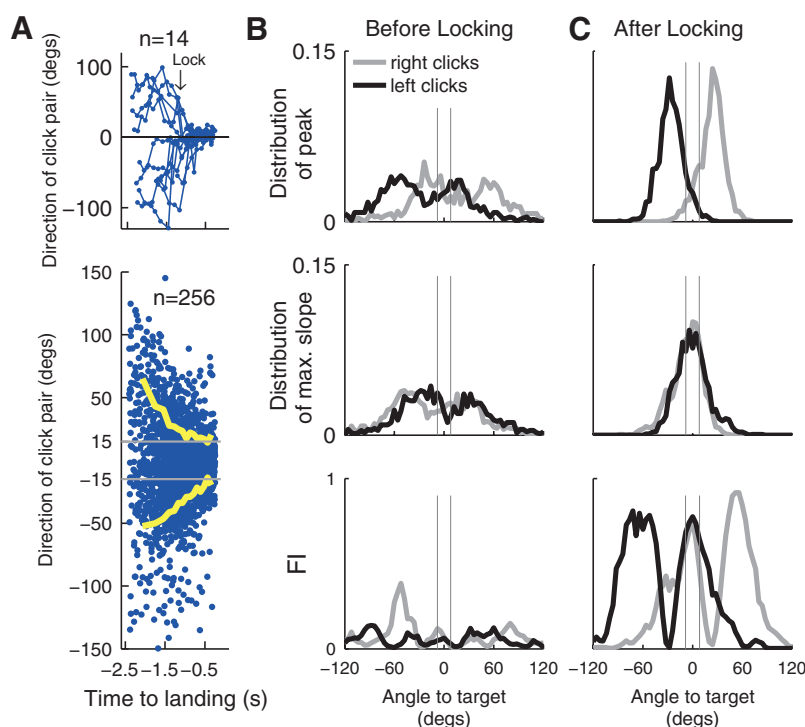 A
n=14
Lock
Direction of click pair (degs)
100
0
−100
n=256
Direction of click pair (degs)
150
100
50
15
−15
−50
−100
−150
−2.5
−1.5
−0.5
Time to landing (s)
B
Before Locking
0.15
right clicks
left clicks
Distribution
of peak
0
0.15
Distribution
of max. slope
0
1
FI
0
−120
−60
0
60
120
Angle to target
(degs)
C
After Locking
−120
−60
0
60
120
Angle to target
(degs)